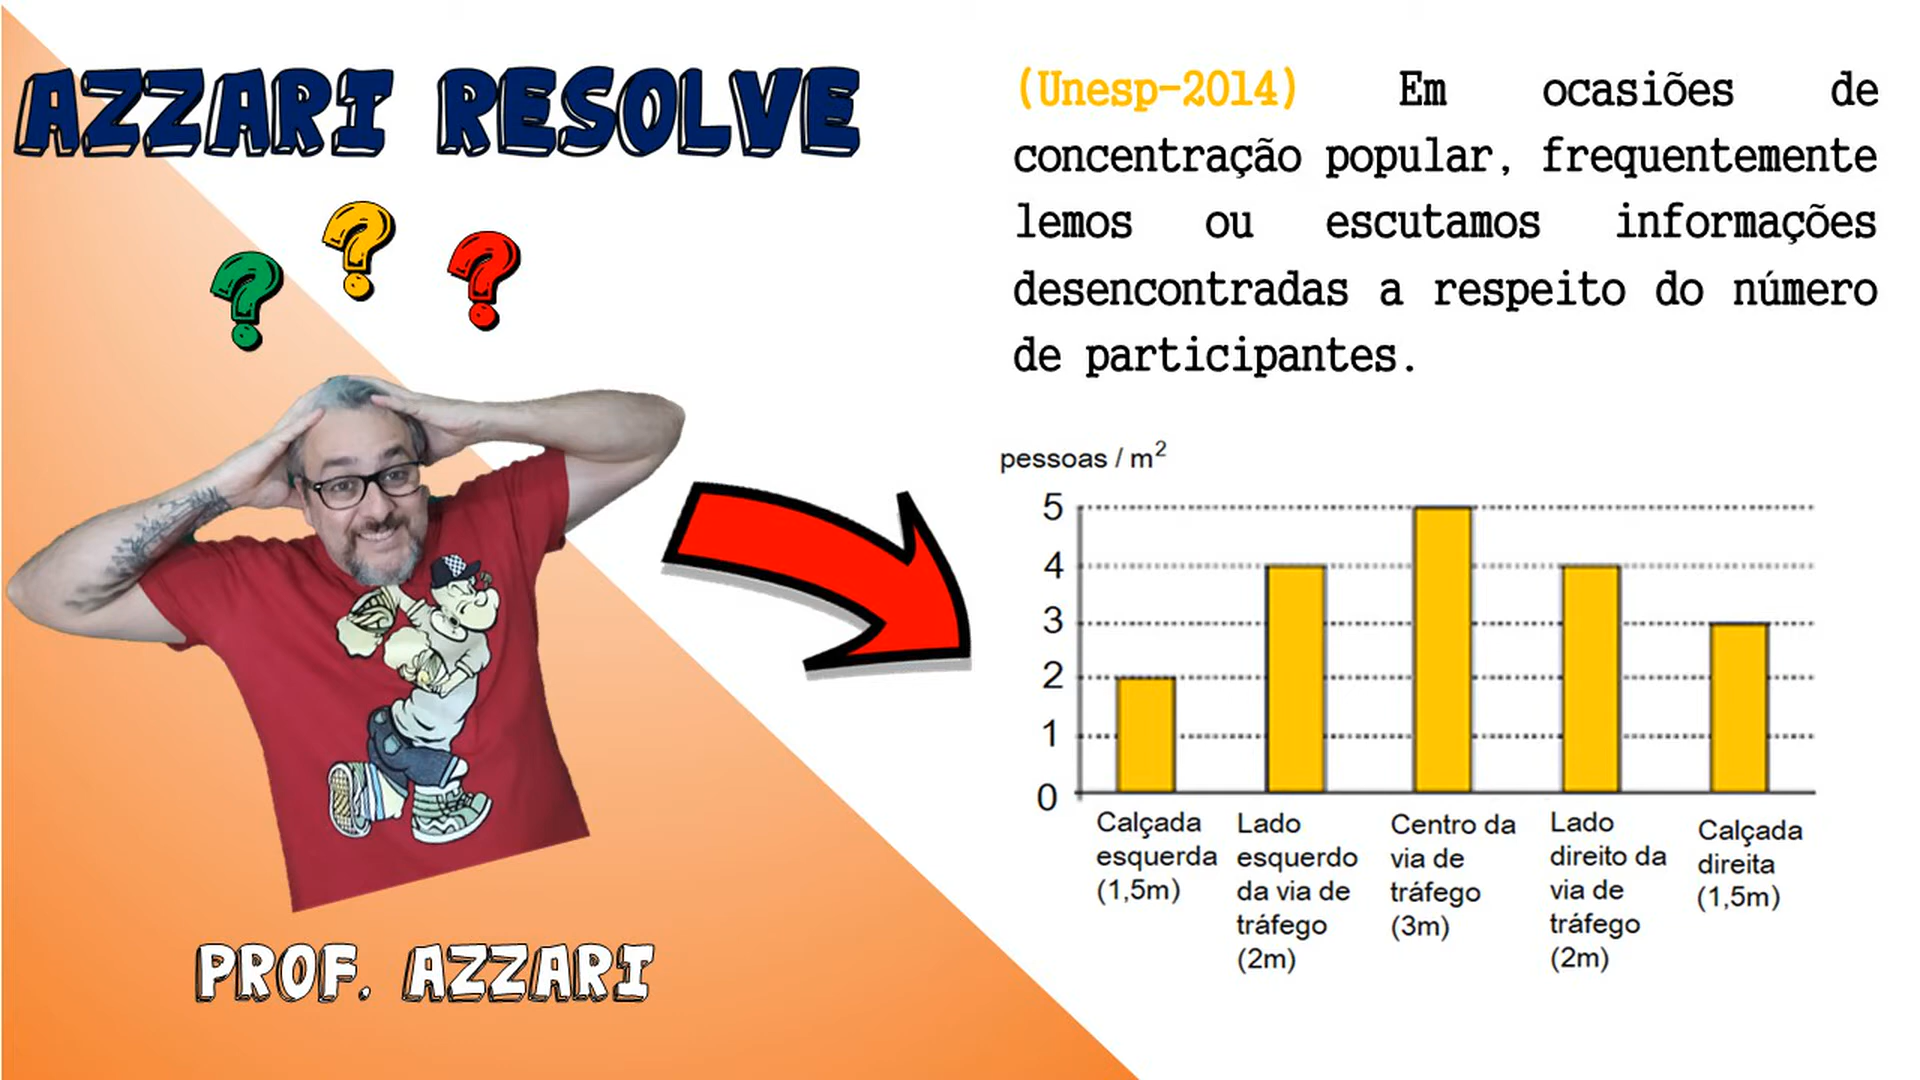 AZZARI RESOLVE
? ? ?
PROF. AZZARI
(Unesp-2014) Em ocasiões de
concentração popular, frequentemente
lemos ou escutamos informações
desencontradas a respeito do número
de participantes.
pessoas / m²
5
4
3
2
1
0
Calçada
esquerda
(1,5m)
Lado
esquerdo
da via de
tráfego
(2m)
Centro da
via de
tráfego
(3m)
Lado
direito da
via de
tráfego
(2m)
Calçada
direita
(1,5m)